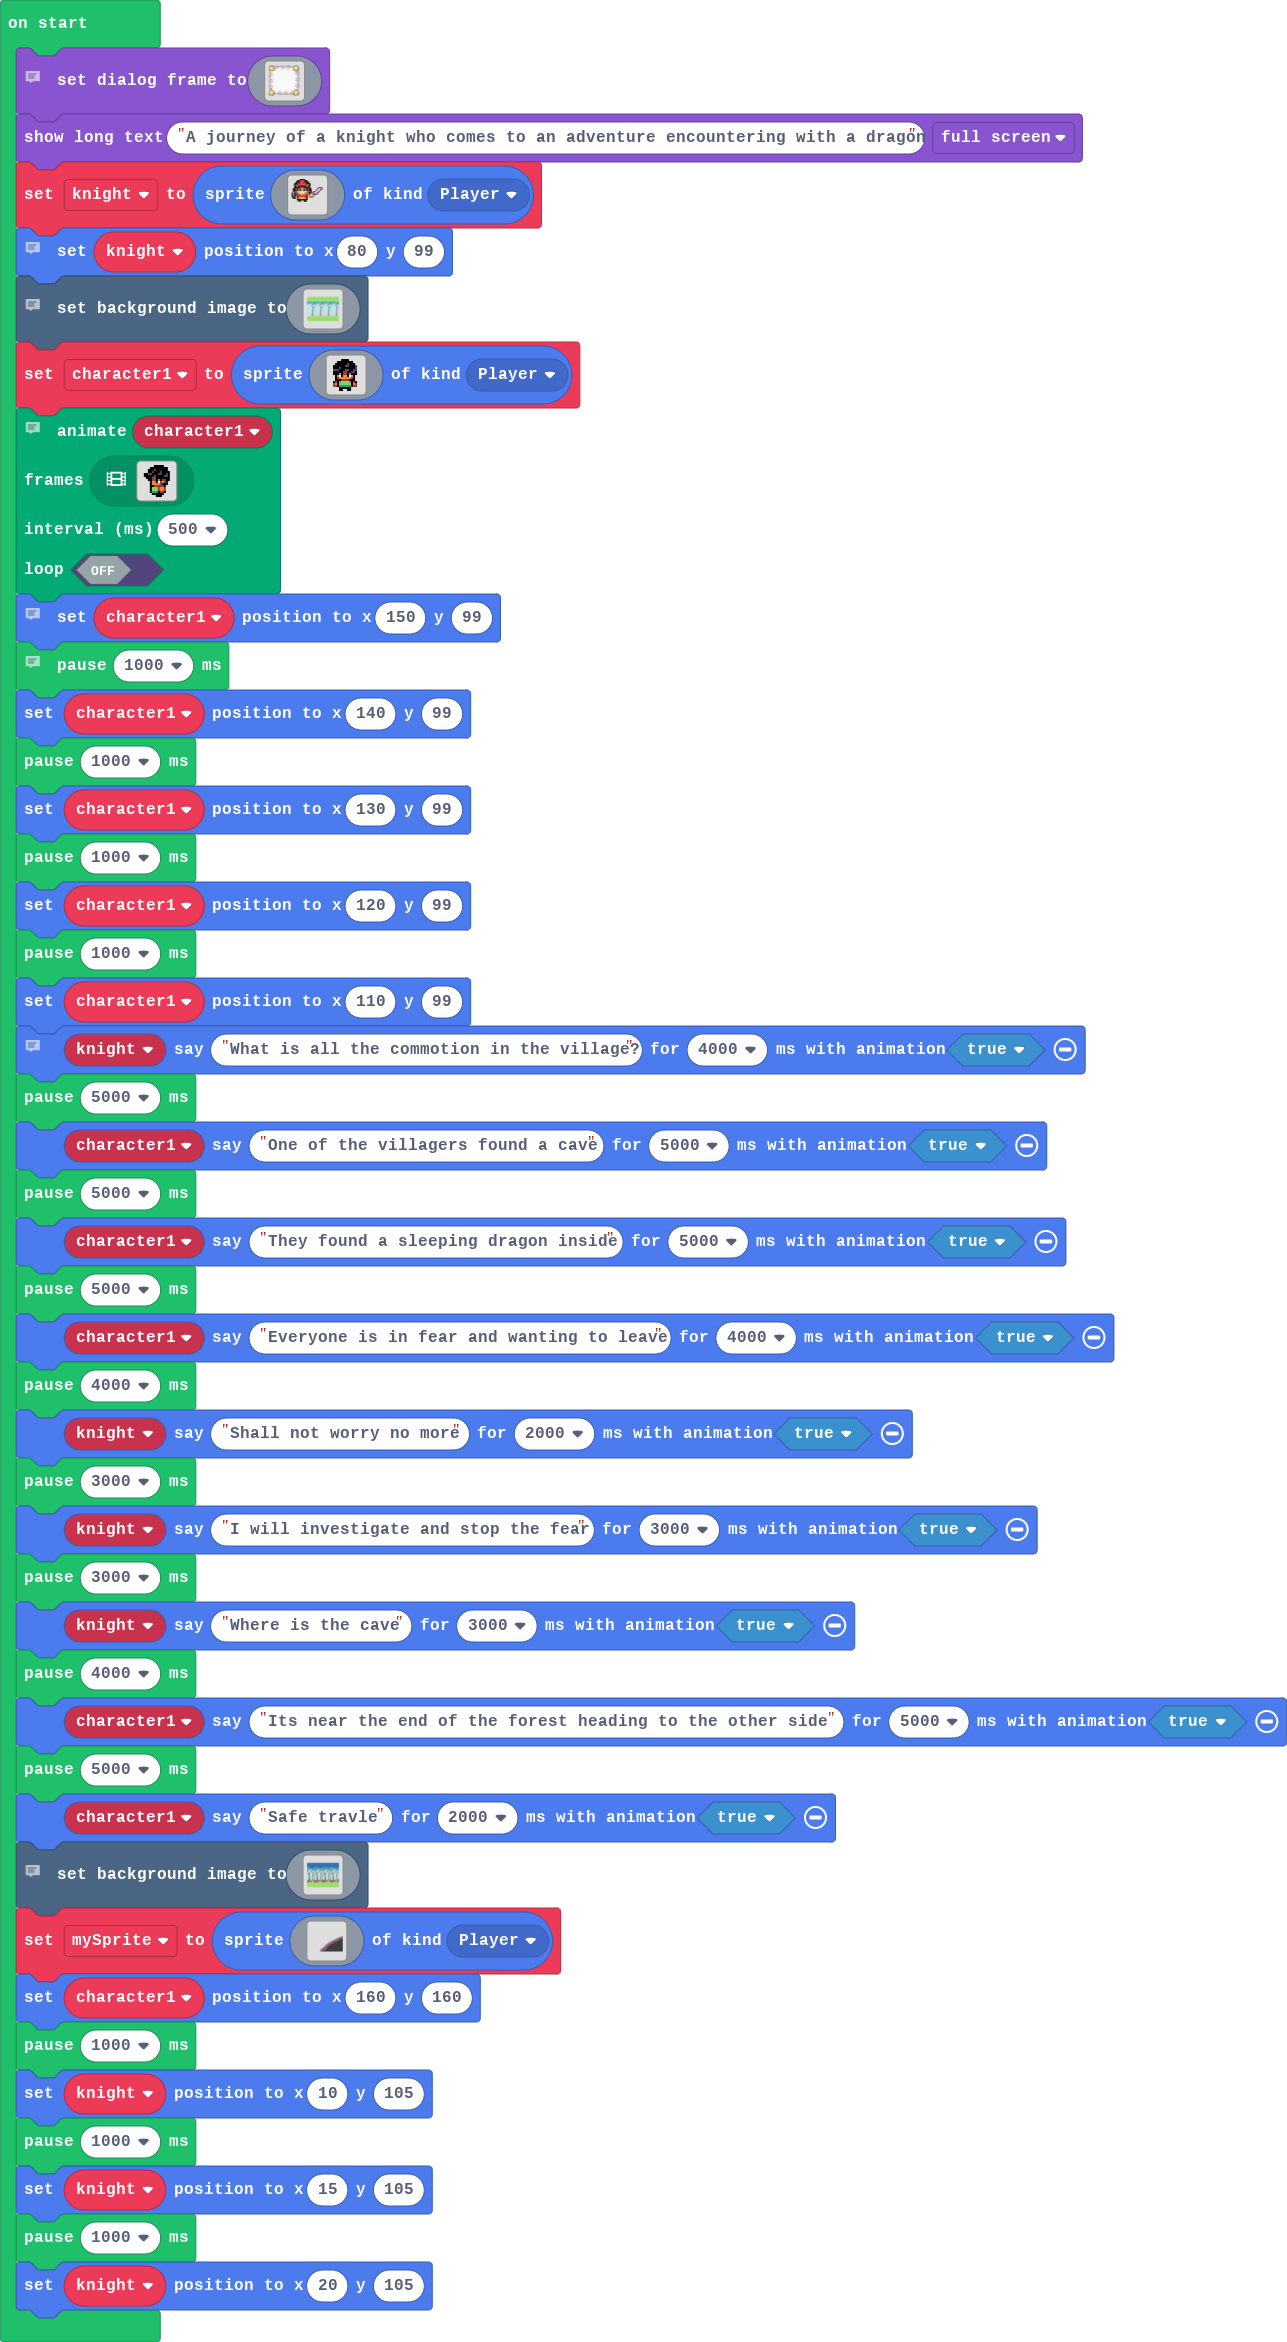 on start
set dialog frame to
show long text "A journey of a knight who comes to an adventure encountering with a dragon" full screen
set knight to sprite of kind Player
set knight position to x 80 y 99
set background image to
set character1 to sprite of kind Player
animate character1
frames
interval (ms) 500
loop OFF
set character1 position to x 150 y 99
pause 1000 ms
set character1 position to x 140 y 99
pause 1000 ms
set character1 position to x 130 y 99
pause 1000 ms
set character1 position to x 120 y 99
pause 1000 ms
set character1 position to x 110 y 99
knight say "What is all the commotion in the village?" for 4000 ms with animation true
pause 5000 ms
character1 say "One of the villagers found a cave" for 5000 ms with animation true
pause 5000 ms
character1 say "They found a sleeping dragon inside" for 5000 ms with animation true
pause 5000 ms
character1 say "Everyone is in fear and wanting to leave" for 4000 ms with animation true
pause 4000 ms
knight say "Shall not worry no more" for 2000 ms with animation true
pause 3000 ms
knight say "I will investigate and stop the fear" for 3000 ms with animation true
pause 3000 ms
knight say "Where is the cave" for 3000 ms with animation true
pause 4000 ms
character1 say "Its near the end of the forest heading to the other side" for 5000 ms with animation true
pause 5000 ms
character1 say "Safe travle" for 2000 ms with animation true
set background image to
set mySprite to sprite of kind Player
set character1 position to x 160 y 160
pause 1000 ms
set knight position to x 10 y 105
pause 1000 ms
set knight position to x 15 y 105
pause 1000 ms
set knight position to x 20 y 105